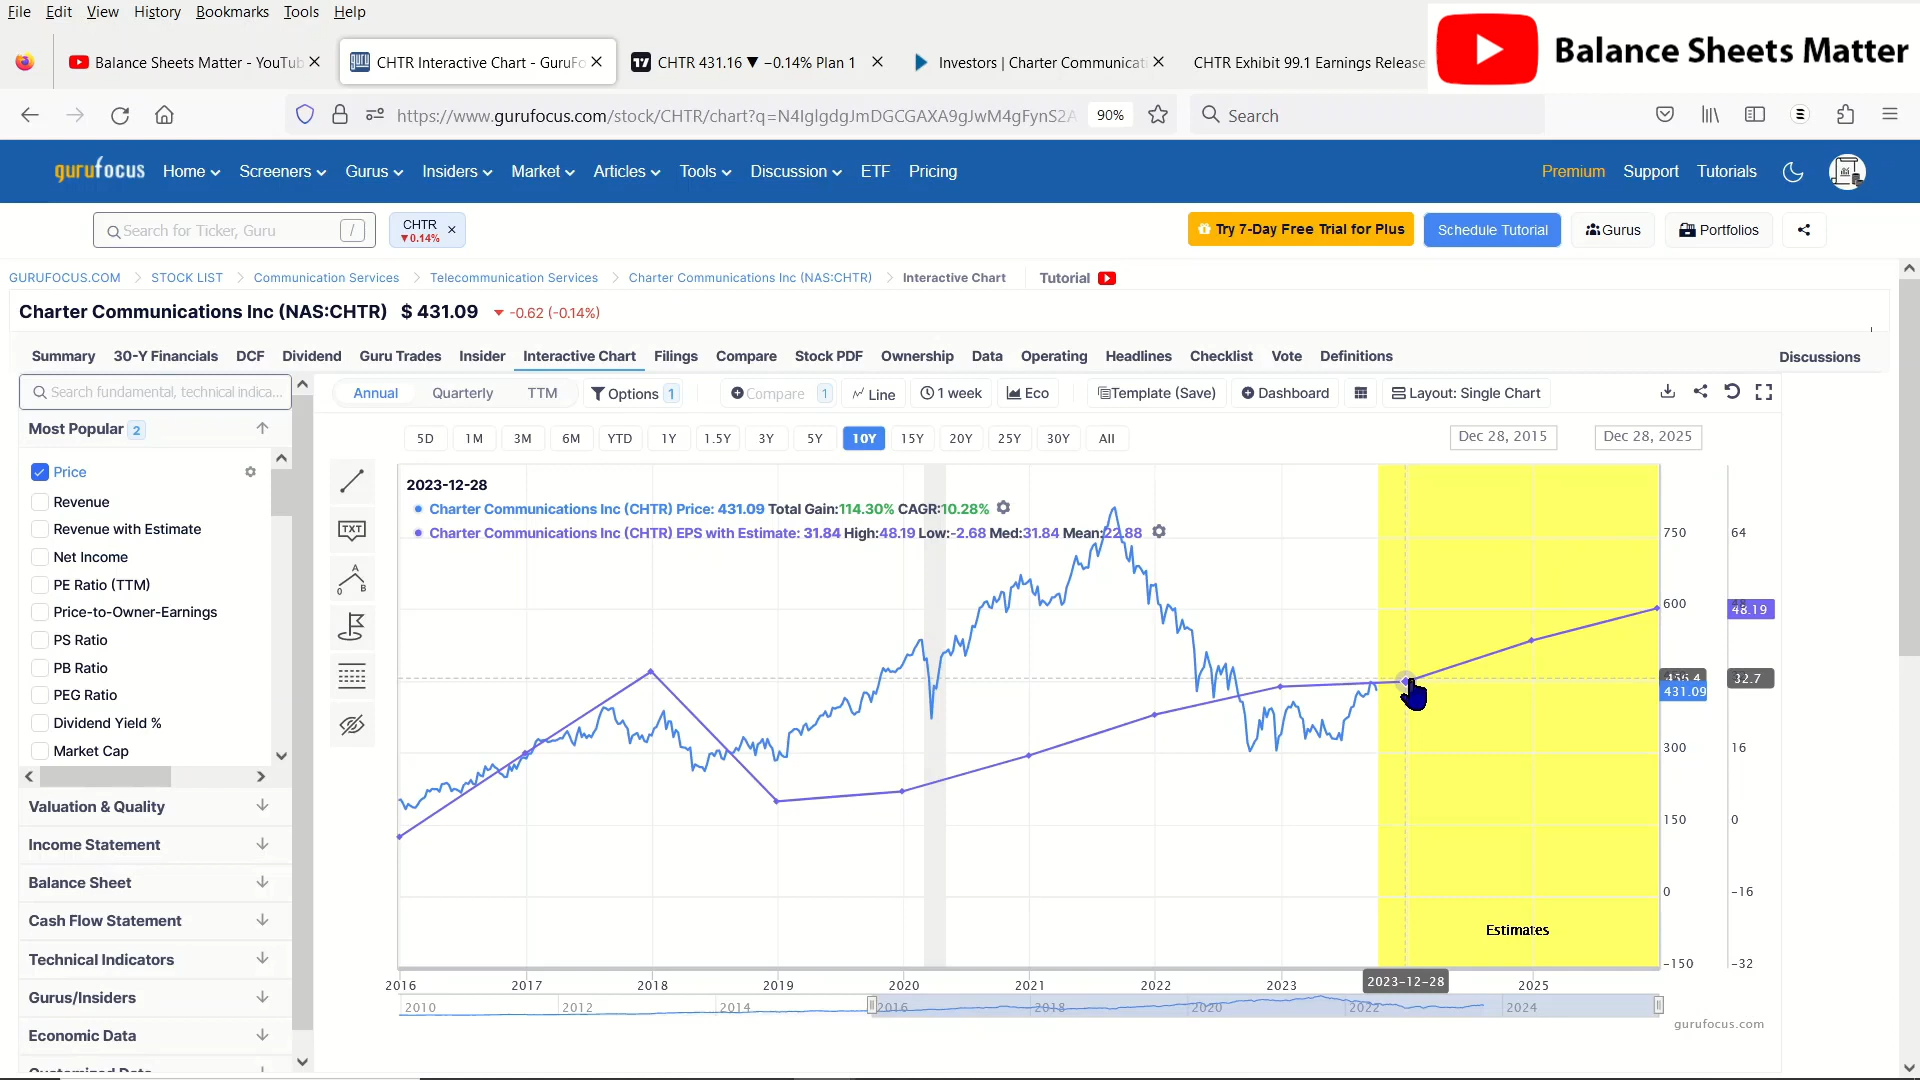 File Edit View History Bookmarks Tools Help
Balance Sheets Matter - YouTub
CHTR Interactive Chart - GuruFo
CHTR 431.16 ▼ −0.14% Plan 1
Investors | Charter Communicat
CHTR Exhibit 99.1 Earnings Release
Balance Sheets Matter
90%
Search
gurufocus Home Screeners Gurus Insiders Market Articles Tools Discussion ETF Pricing
Premium Support Tutorials
Search for Ticker, Guru /
CHTR
▼0.14%
Try 7-Day Free Trial for Plus
Schedule Tutorial
Gurus
Portfolios
GURUFOCUS.COM STOCK LIST Communication Services Telecommunication Services Charter Communications Inc (NAS:CHTR) Interactive Chart Tutorial
Charter Communications Inc (NAS:CHTR) $ 431.09 ▼ -0.62 (-0.14%)
Summary 30-Y Financials DCF Dividend Guru Trades Insider Interactive Chart Filings Compare Stock PDF Ownership Data Operating Headlines Checklist Vote Definitions Discussions
Search fundamental, technical indica...
Annual Quarterly TTM Options 1 Compare 1 Line 1 week Eco Template (Save) Dashboard Layout: Single Chart
Most Popular 2
5D 1M 3M 6M YTD 1Y 1.5Y 3Y 5Y 10Y 15Y 20Y 25Y 30Y All
Dec 28, 2015 Dec 28, 2025
Price
Revenue
Revenue with Estimate
Net Income
PE Ratio (TTM)
Price-to-Owner-Earnings
PS Ratio
PB Ratio
PEG Ratio
Dividend Yield %
Market Cap
Valuation & Quality
Income Statement
Balance Sheet
Cash Flow Statement
Technical Indicators
Gurus/Insiders
Economic Data
TXT
A
0 B
2023-12-28
Charter Communications Inc (CHTR) Price: 431.09 Total Gain:114.30% CAGR:10.28%
Charter Communications Inc (CHTR) EPS with Estimate: 31.84 High:48.19 Low:-2.68 Med:31.84 Mean:22.88
750 64
600
48.19
32.7
431.09
300 16
150 0
0 -16
-150 -32
Estimates
2016 2017 2018 2019 2020 2021 2022 2023 2023-12-28 2025
2010 2012 2014 2016 2018 2020 2022 2024
gurufocus.com